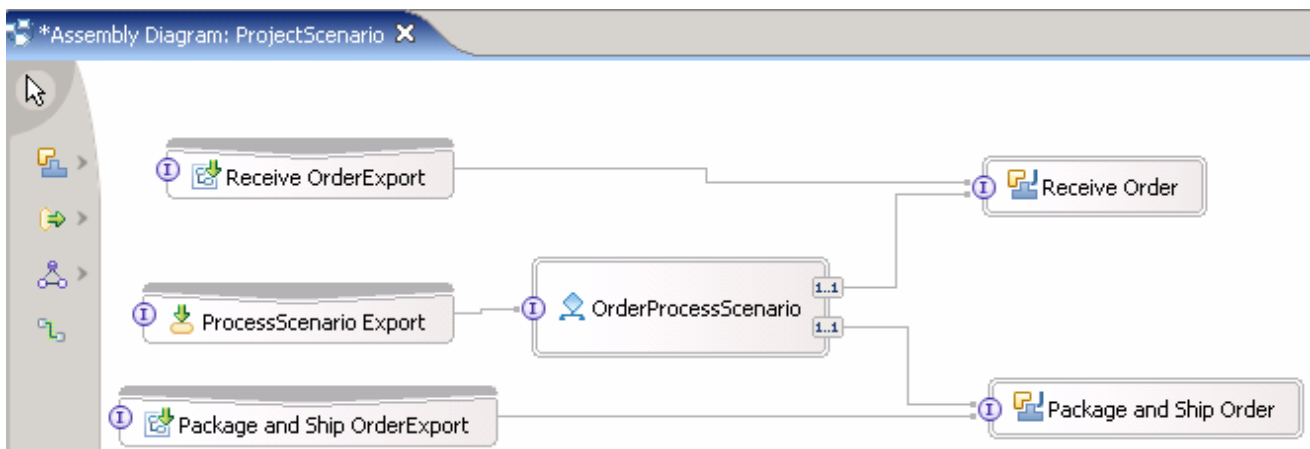 *Assembly Diagram: ProjectScenario
I Receive OrderExport
I Receive Order
I ProcessScenario Export
I OrderProcessScenario
1..1
1..1
I Package and Ship OrderExport
I Package and Ship Order